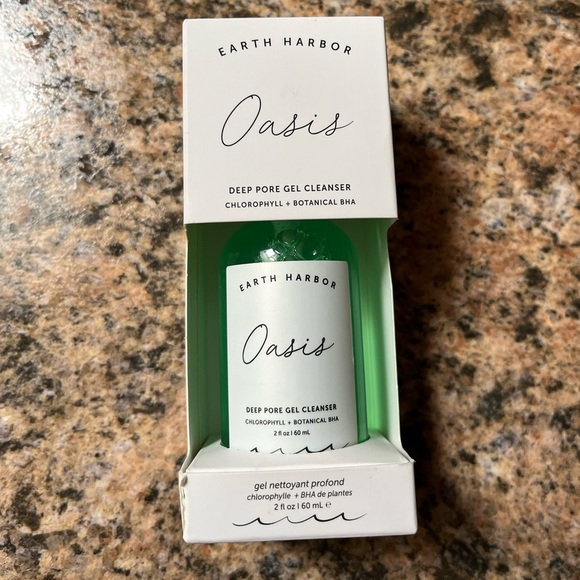 EARTH HARBOR
Oasis
DEEP PORE GEL CLEANSER
CHLOROPHYLL + BOTANICAL BHA
EARTH HARBOR
Oasis
DEEP PORE GEL CLEANSER
CHLOROPHYLL + BOTANICAL BHA
2 fl oz | 60 mL
gel nettoyant profond
chlorophylle + BHA de plantes
2 fl oz | 60 mL ℮